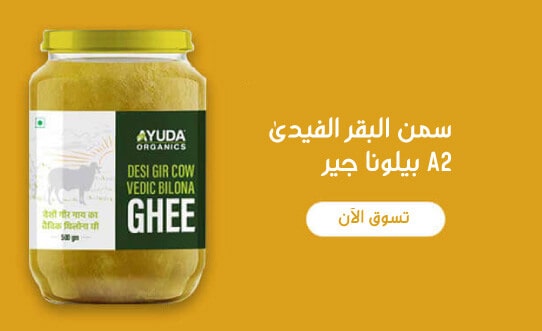 AYUDA
ORGANICS
DESI GIR COW
VEDIC BILONA
GHEE
देसी गीर गाय का
वैदिक बिलोना घी
500 gm
سمن البقر الفيدى
A2 بيلونا جير
تسوق الآن